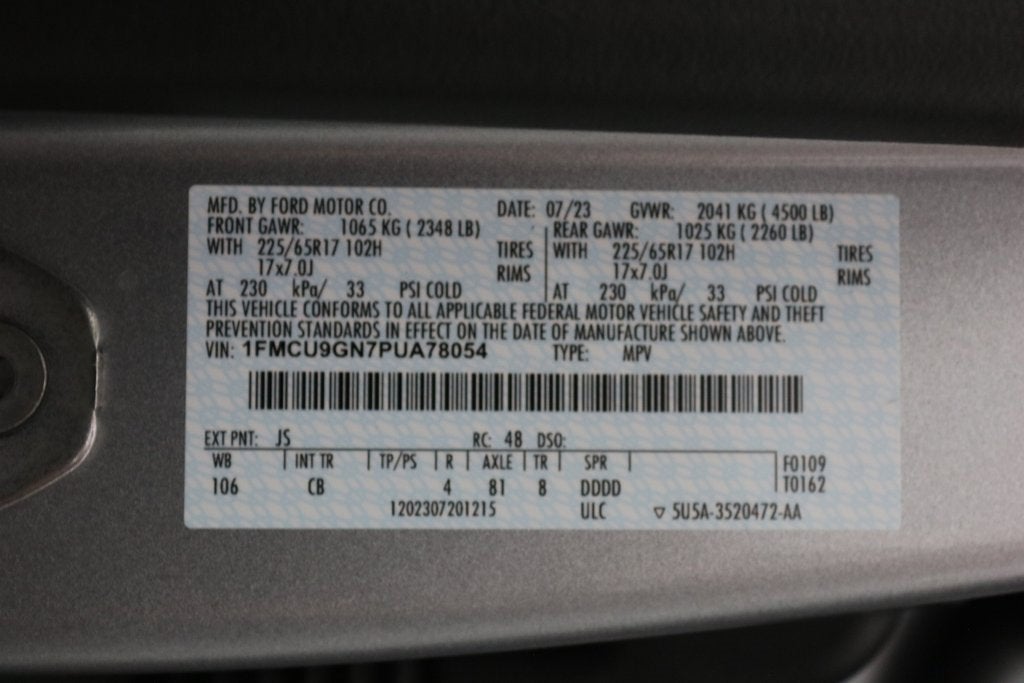 MFD. BY FORD MOTOR CO. DATE: 07/23 GVWR: 2041 KG ( 4500 LB)
FRONT GAWR: 1065 KG ( 2348 LB) REAR GAWR: 1025 KG ( 2260 LB)
WITH 225/65R17 102H TIRES WITH 225/65R17 102H TIRES
17x7.0J RIMS 17x7.0J RIMS
AT 230 kPa/ 33 PSI COLD AT 230 kPa/ 33 PSI COLD
THIS VEHICLE CONFORMS TO ALL APPLICABLE FEDERAL MOTOR VEHICLE SAFETY AND THEFT
PREVENTION STANDARDS IN EFFECT ON THE DATE OF MANUFACTURE SHOWN ABOVE.
VIN: 1FMCU9GN7PUA78054 TYPE: MPV
EXT PNT: JS RC: 48 DSO:
WB INT TR TP/PS R AXLE TR SPR F0109
106 CB 4 81 8 DDDD T0162
1202307201215 ULC ▽ 5U5A-3520472-AA